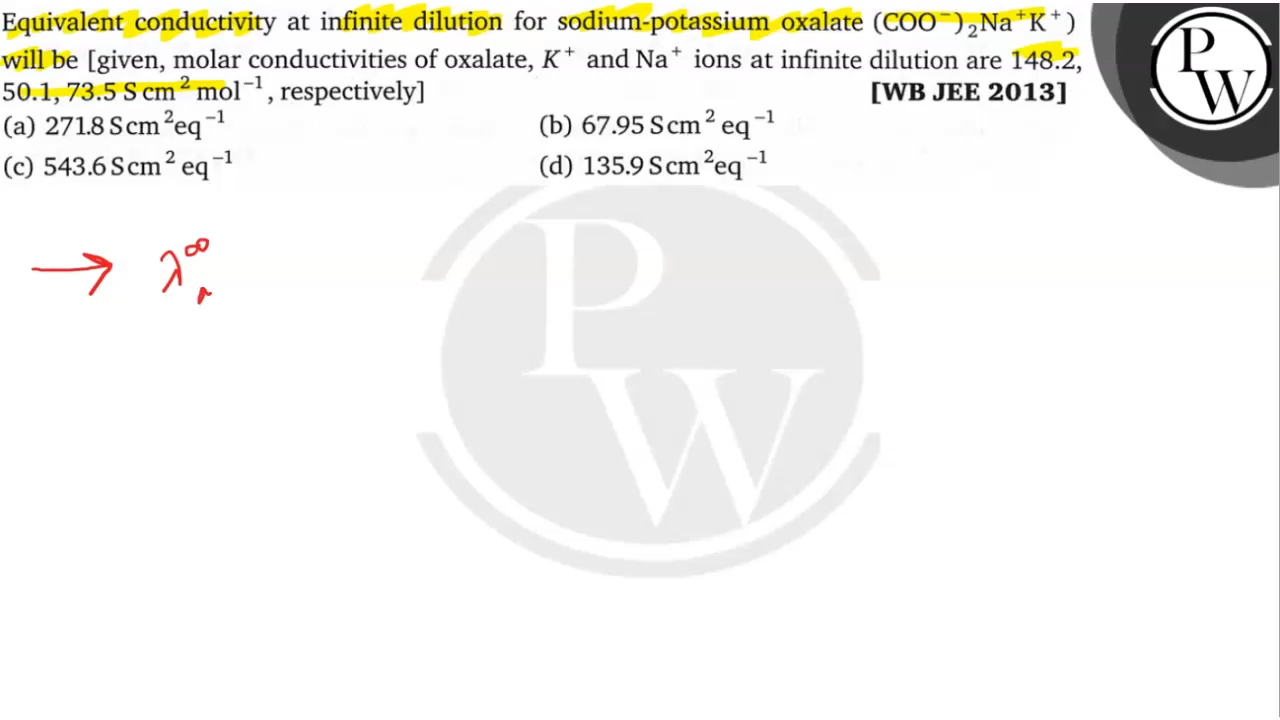 Equivalent conductivity at infinite dilution for sodium-potassium oxalate (COO⁻)₂Na⁺K⁺)
will be [given, molar conductivities of oxalate, K⁺ and Na⁺ ions at infinite dilution are 148.2,
50.1, 73.5 S cm² mol⁻¹, respectively] [WB JEE 2013]
(a) 271.8 S cm² eq⁻¹ (b) 67.95 S cm² eq⁻¹
(c) 543.6 S cm² eq⁻¹ (d) 135.9 S cm² eq⁻¹
→ λ^∞
P
W
P
W